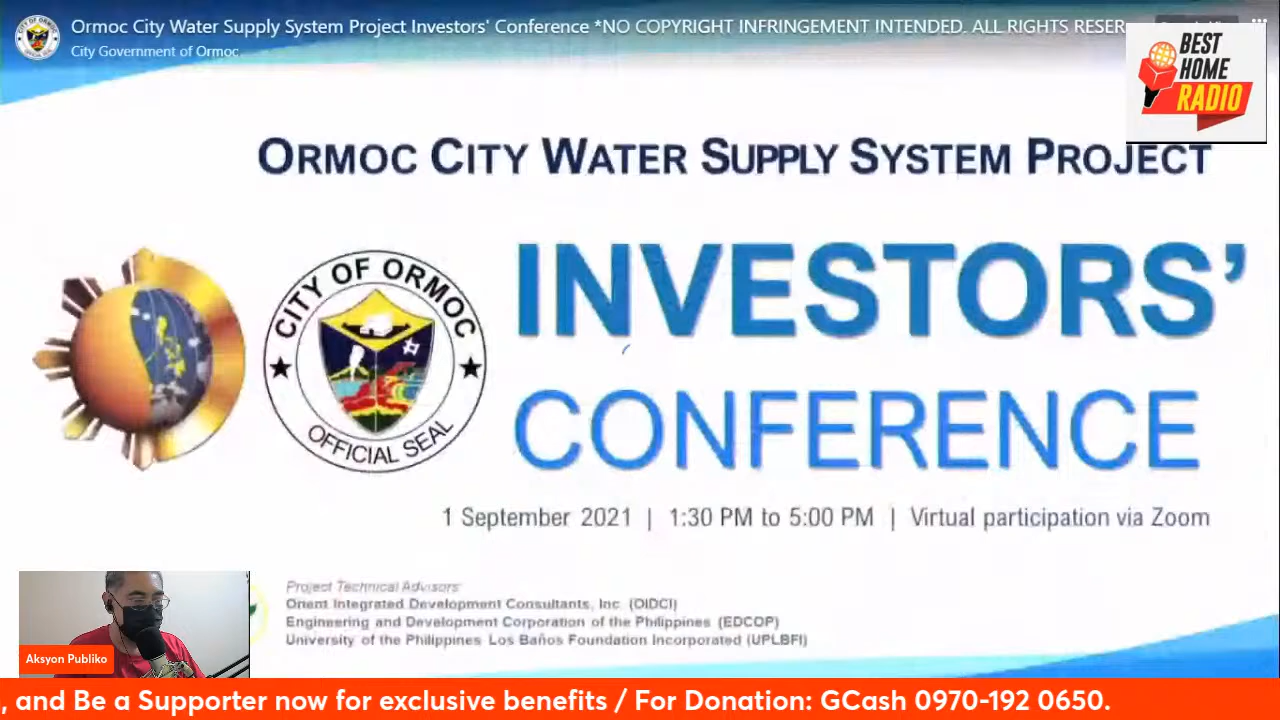 Ormoc City Water Supply System Project Investors' Conference *NO COPYRIGHT INFRINGEMENT INTENDED. ALL RIGHTS RESER
City Government of Ormoc
BEST
HOME
RADIO
ORMOC CITY WATER SUPPLY SYSTEM PROJECT
CITY OF ORMOC
OFFICIAL SEAL
INVESTORS’
CONFERENCE
1 September 2021 | 1:30 PM to 5:00 PM | Virtual participation via Zoom
Project Technical Advisors
Orient Integrated Development Consultants, Inc. (OIDCI)
Engineering and Development Corporation of the Philippines (EDCOP)
University of the Philippines Los Baños Foundation Incorporated (UPLBFI)
Aksyon Publiko
, and Be a Supporter now for exclusive benefits / For Donation: GCash 0970-192 0650.